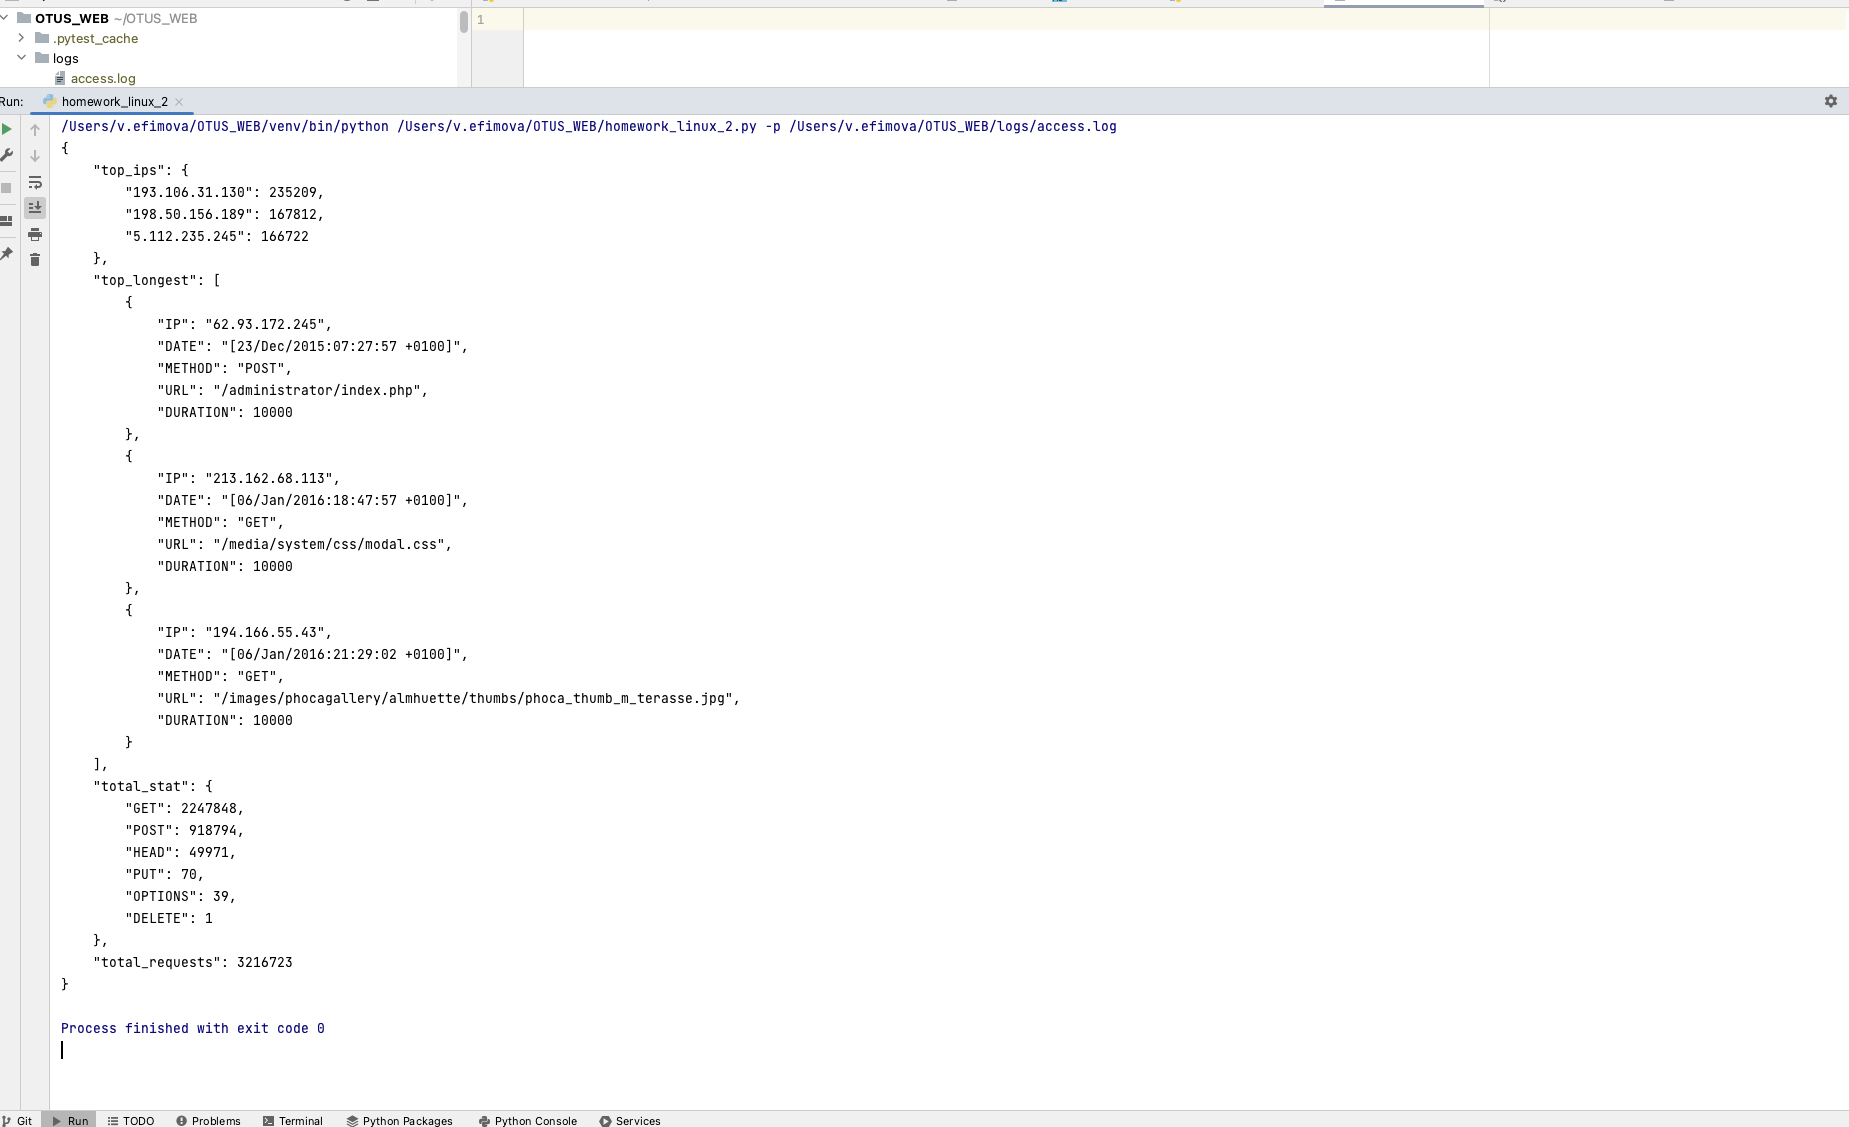 OTUS_WEB ~/OTUS_WEB
.pytest_cache
logs
access.log
1
Run: homework_linux_2
/Users/v.efimova/OTUS_WEB/venv/bin/python /Users/v.efimova/OTUS_WEB/homework_linux_2.py -p /Users/v.efimova/OTUS_WEB/logs/access.log
{
    "top_ips": {
        "193.106.31.130": 235209,
        "198.50.156.189": 167812,
        "5.112.235.245": 166722
    },
    "top_longest": [
        {
            "IP": "62.93.172.245",
            "DATE": "[23/Dec/2015:07:27:57 +0100]",
            "METHOD": "POST",
            "URL": "/administrator/index.php",
            "DURATION": 10000
        },
        {
            "IP": "213.162.68.113",
            "DATE": "[06/Jan/2016:18:47:57 +0100]",
            "METHOD": "GET",
            "URL": "/media/system/css/modal.css",
            "DURATION": 10000
        },
        {
            "IP": "194.166.55.43",
            "DATE": "[06/Jan/2016:21:29:02 +0100]",
            "METHOD": "GET",
            "URL": "/images/phocagallery/almhuette/thumbs/phoca_thumb_m_terasse.jpg",
            "DURATION": 10000
        }
    ],
    "total_stat": {
        "GET": 2247848,
        "POST": 918794,
        "HEAD": 49971,
        "PUT": 70,
        "OPTIONS": 39,
        "DELETE": 1
    },
    "total_requests": 3216723
}
Process finished with exit code 0
Git Run TODO Problems Terminal Python Packages Python Console Services